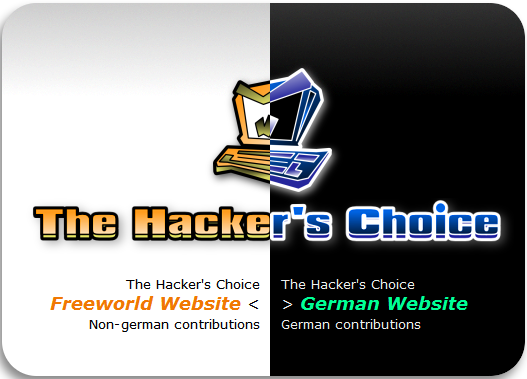 The Hacker's Choice
The Hacker's Choice
Freeworld Website <
Non-german contributions
The Hacker's Choice
> German Website
German contributions